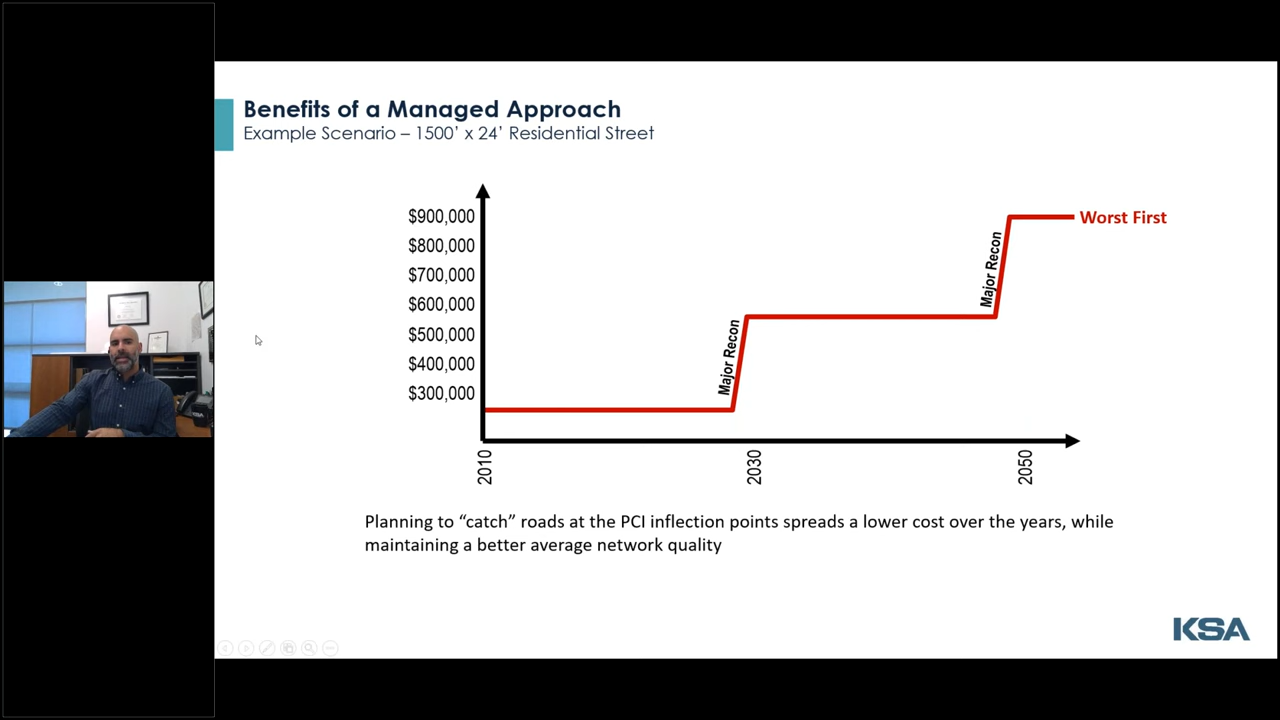 Benefits of a Managed Approach
Example Scenario – 1500’ x 24’ Residential Street
$900,000
$800,000
$700,000
$600,000
$500,000
$400,000
$300,000
Worst First
Major Recon
Major Recon
2010
2030
2050
Planning to “catch” roads at the PCI inflection points spreads a lower cost over the years, while
maintaining a better average network quality
KSA